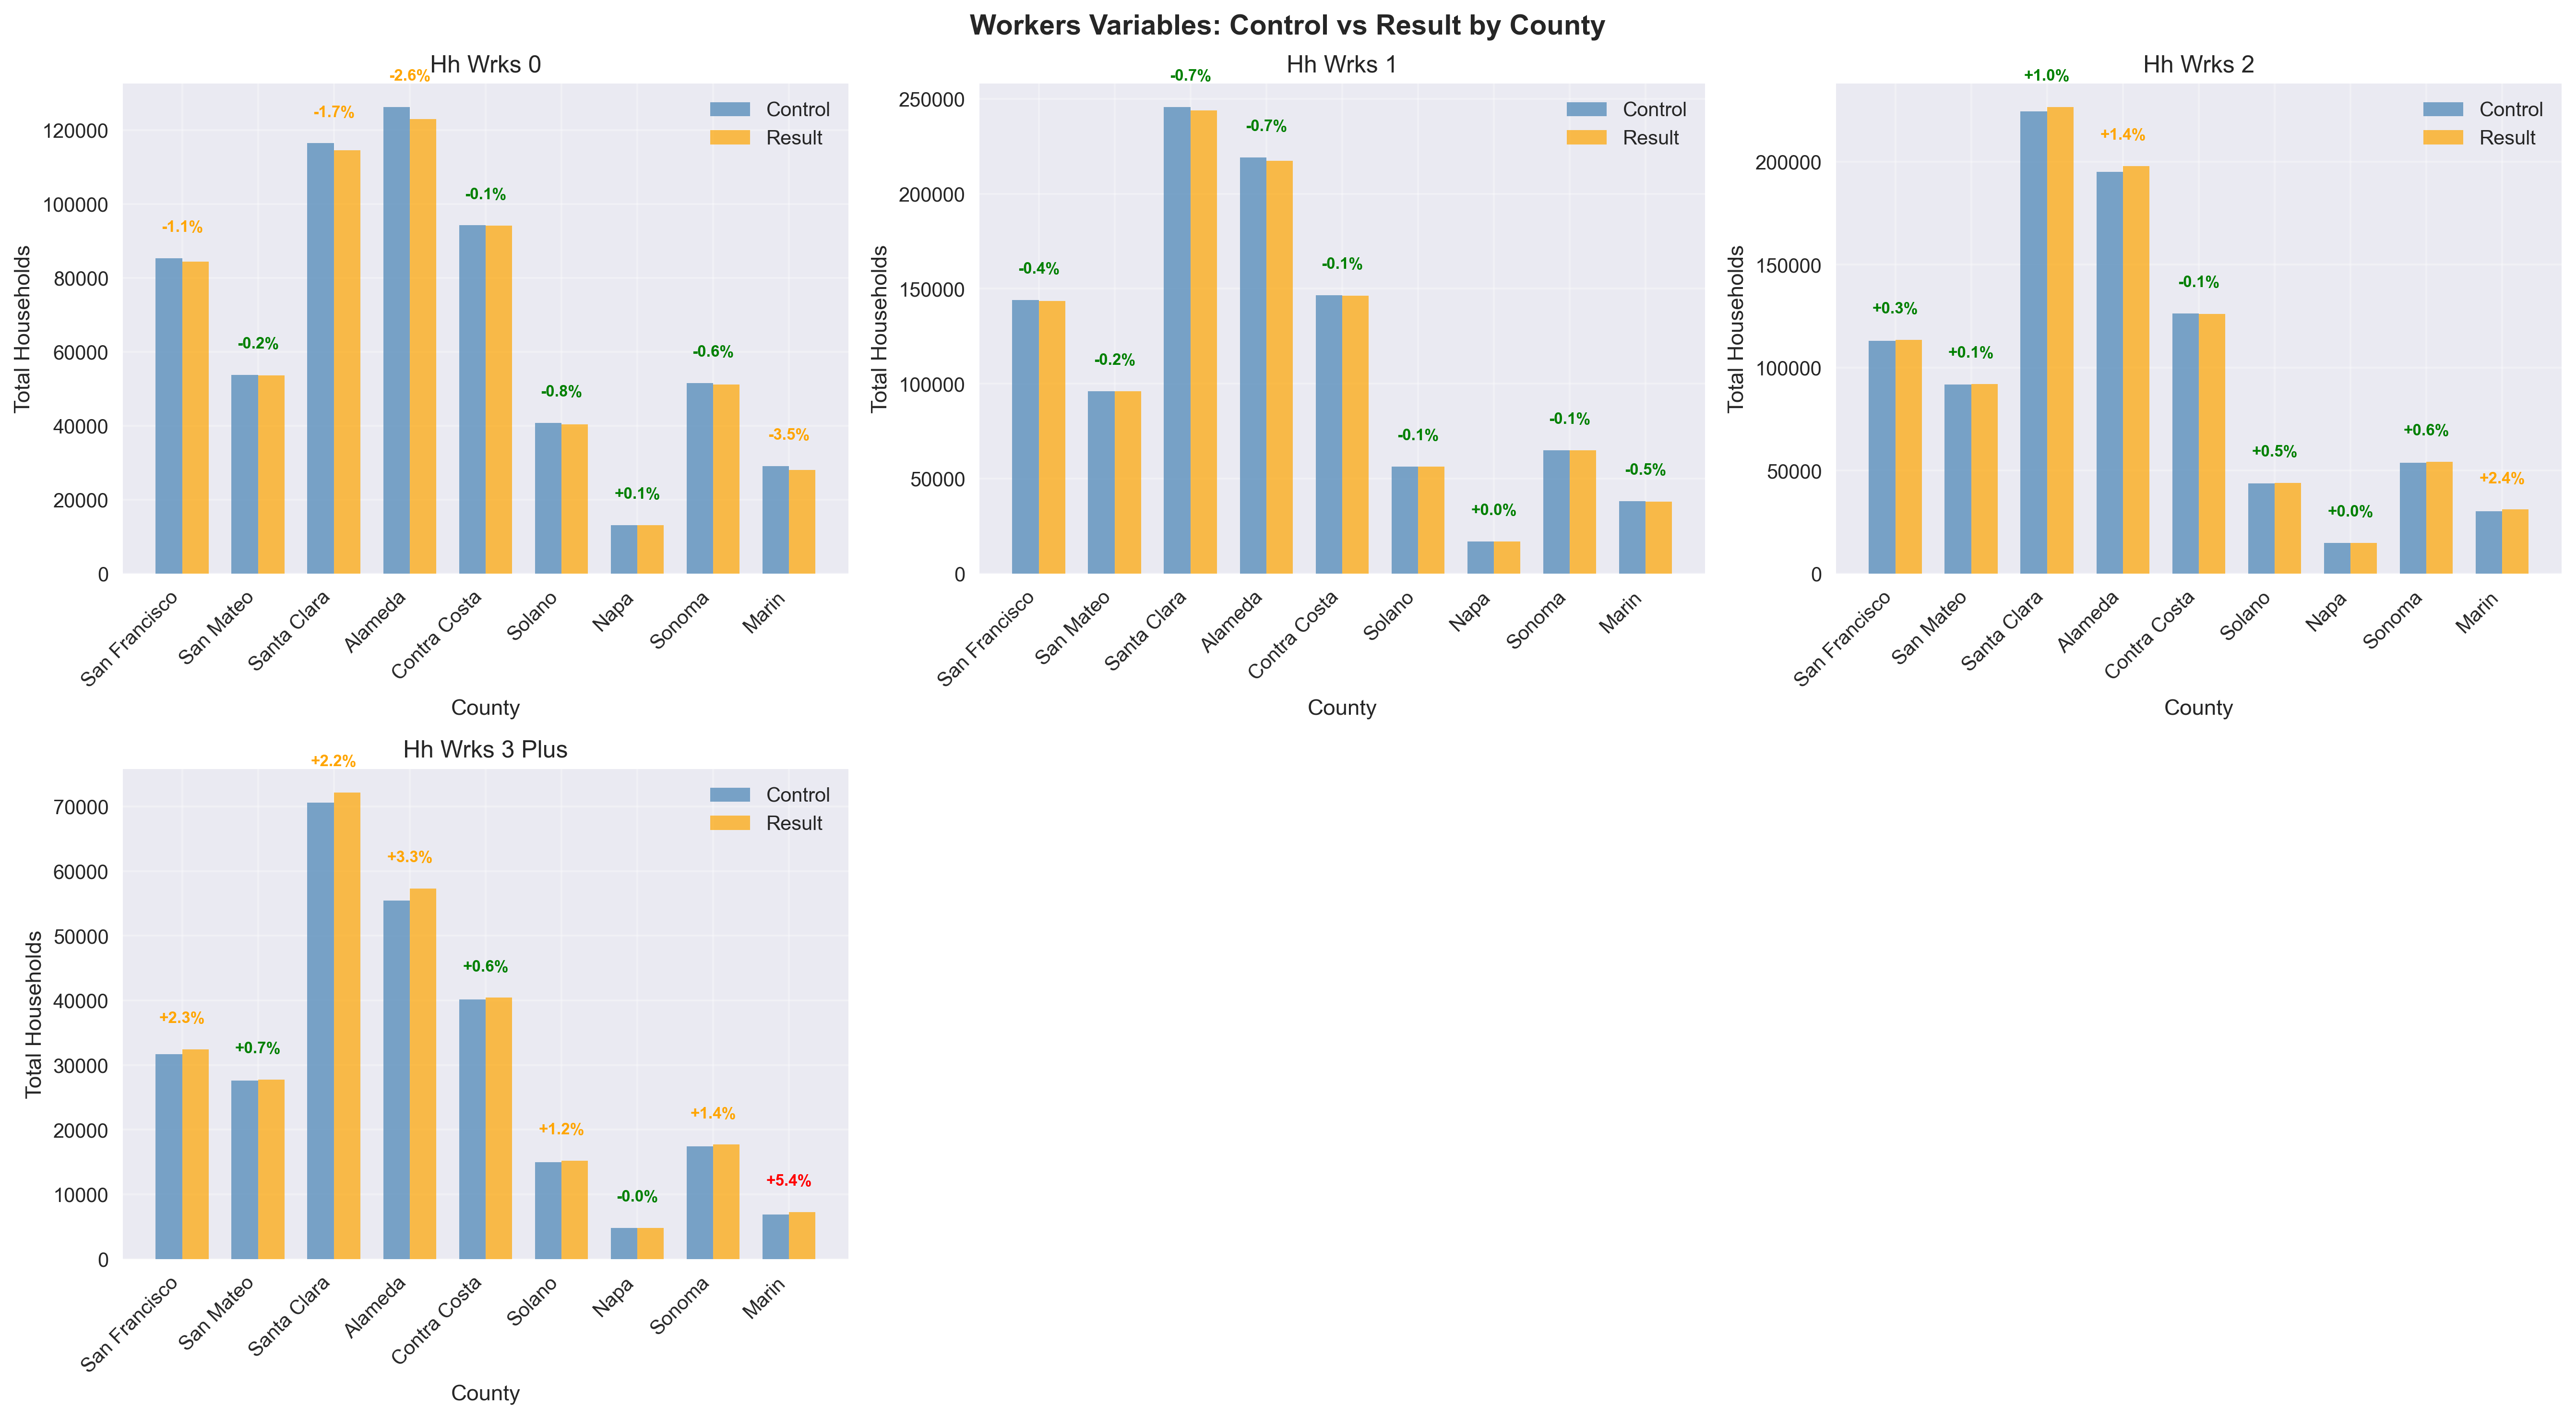 Workers Variables: Control vs Result by County
Hh Wrks 0
Total Households
120000
100000
80000
60000
40000
20000
0
-1.1%
-0.2%
-1.7%
-2.6%
-0.1%
-0.8%
+0.1%
-0.6%
-3.5%
Control
Result
San Francisco
San Mateo
Santa Clara
Alameda
Contra Costa
Solano
Napa
Sonoma
Marin
County
Hh Wrks 1
Total Households
250000
200000
150000
100000
50000
0
-0.4%
-0.2%
-0.7%
-0.7%
-0.1%
-0.1%
+0.0%
-0.1%
-0.5%
Control
Result
San Francisco
San Mateo
Santa Clara
Alameda
Contra Costa
Solano
Napa
Sonoma
Marin
County
Hh Wrks 2
Total Households
200000
150000
100000
50000
0
+0.3%
+0.1%
+1.0%
+1.4%
-0.1%
+0.5%
+0.0%
+0.6%
+2.4%
Control
Result
San Francisco
San Mateo
Santa Clara
Alameda
Contra Costa
Solano
Napa
Sonoma
Marin
County
Hh Wrks 3 Plus
Total Households
70000
60000
50000
40000
30000
20000
10000
0
+2.3%
+0.7%
+2.2%
+3.3%
+0.6%
+1.2%
-0.0%
+1.4%
+5.4%
Control
Result
San Francisco
San Mateo
Santa Clara
Alameda
Contra Costa
Solano
Napa
Sonoma
Marin
County